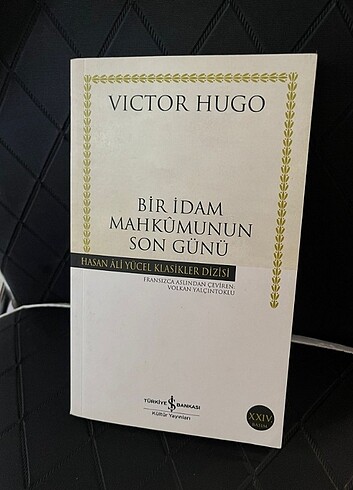 VICTOR HUGO
BİR İDAM
MAHKÛMUNUN
SON GÜNÜ
HASAN ÂLİ YÜCEL KLASİKLER DİZİSİ
FRANSIZCA ASLINDAN ÇEVİREN:
VOLKAN YALÇINTOKLU
TÜRKİYE İŞ BANKASI
Kültür Yayınları
XXIV
BASIM